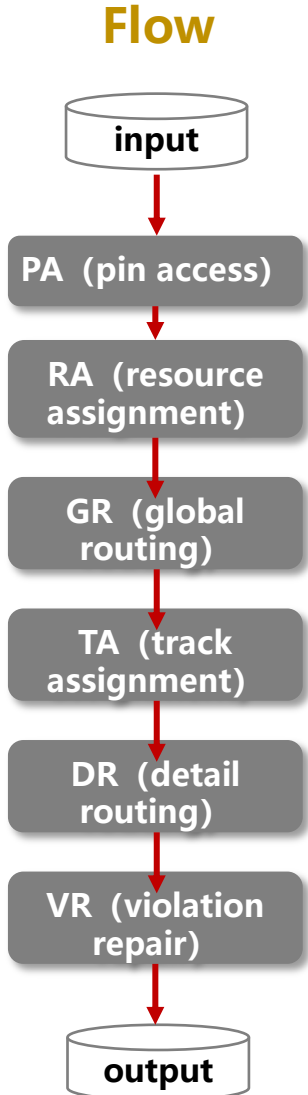 Flow
input
PA (pin access)
RA (resource
assignment)
GR (global
routing)
TA (track
assignment)
DR (detail
routing)
VR (violation
repair)
output